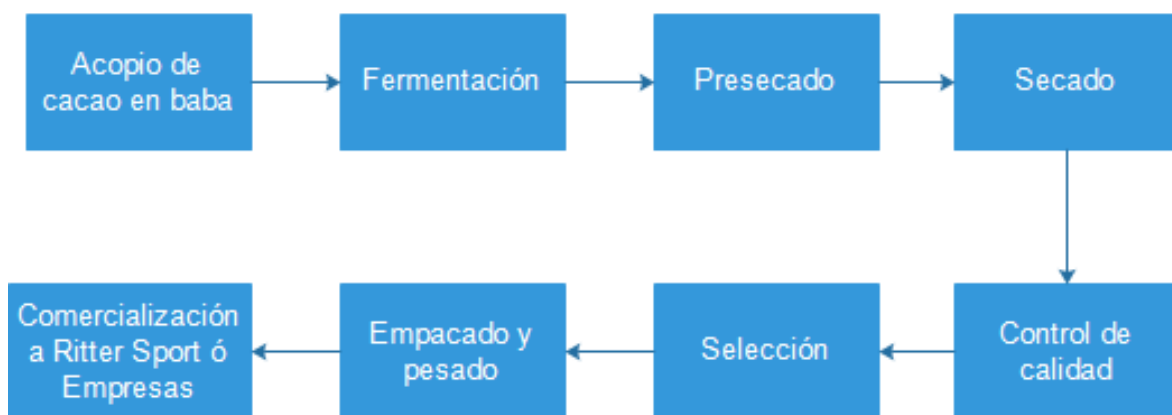 Acopio de
cacao en baba
Fermentación
Presecado
Secado
Control de
calidad
Selección
Empacado y
pesado
Comercialización
a Ritter Sport ó
Empresas